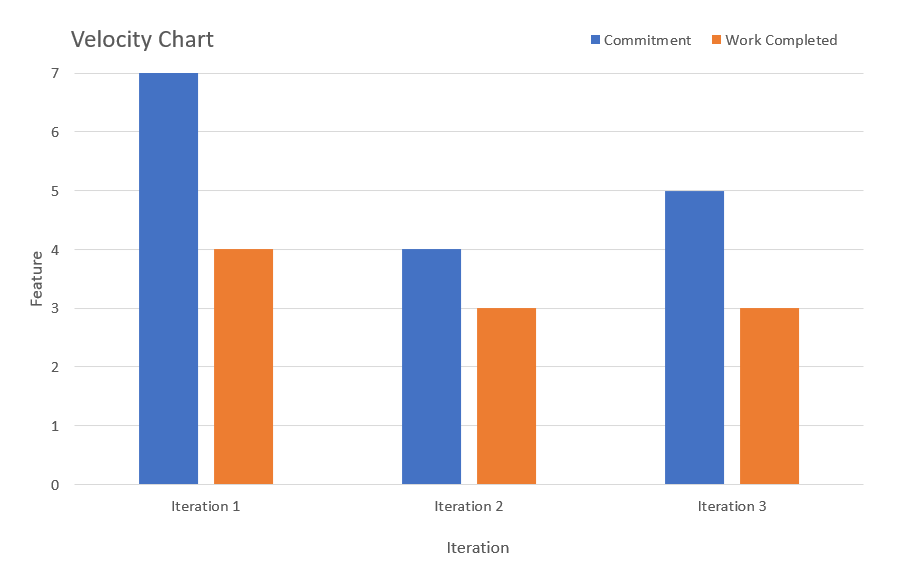 Velocity Chart
Commitment Work Completed
7
6
5
4
3
2
1
0
Feature
Iteration 1 Iteration 2 Iteration 3
Iteration